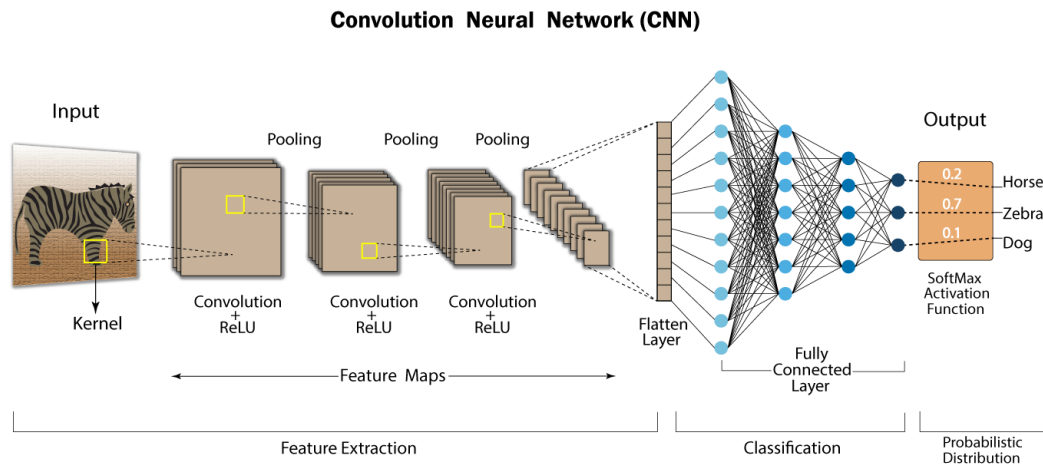 Convolution Neural Network (CNN)
Input
Pooling
Pooling
Pooling
Output
0.2
Horse
0.7
Zebra
0.1
Dog
Kernel
Convolution
+
ReLU
Convolution
+
ReLU
Convolution
+
ReLU
Flatten
Layer
SoftMax
Activation
Function
Feature Maps
Fully
Connected
Layer
Feature Extraction
Classification
Probabilistic
Distribution